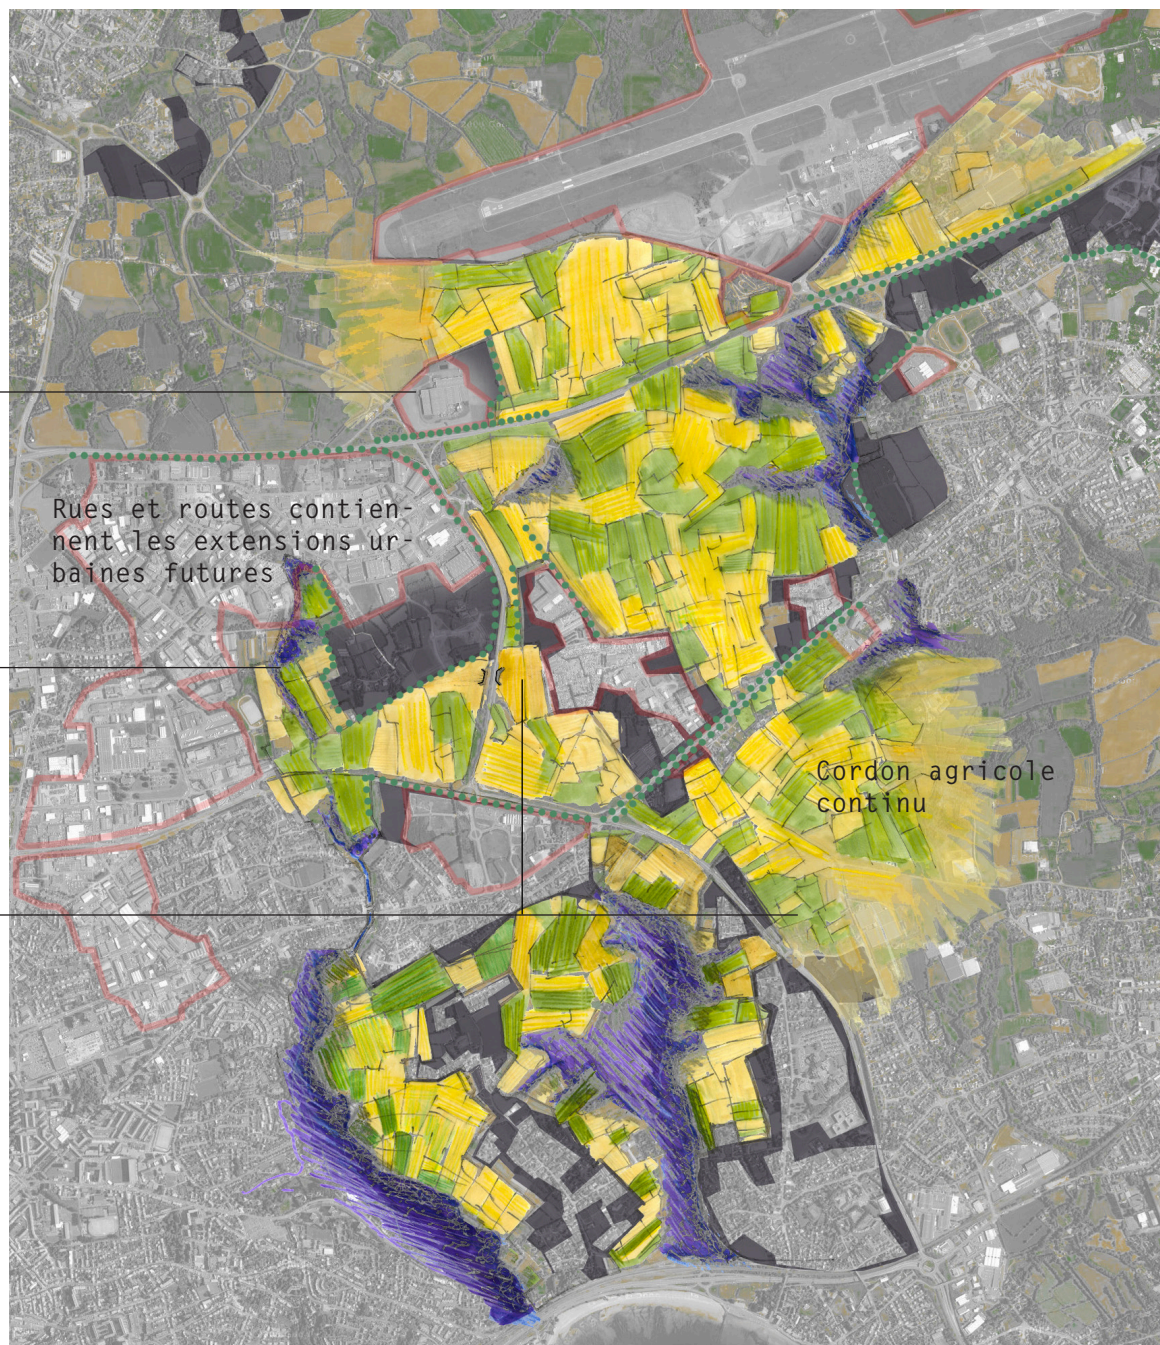 Rues et routes contien-
nent les extensions ur-
baines futures
Cordon agricole
continu